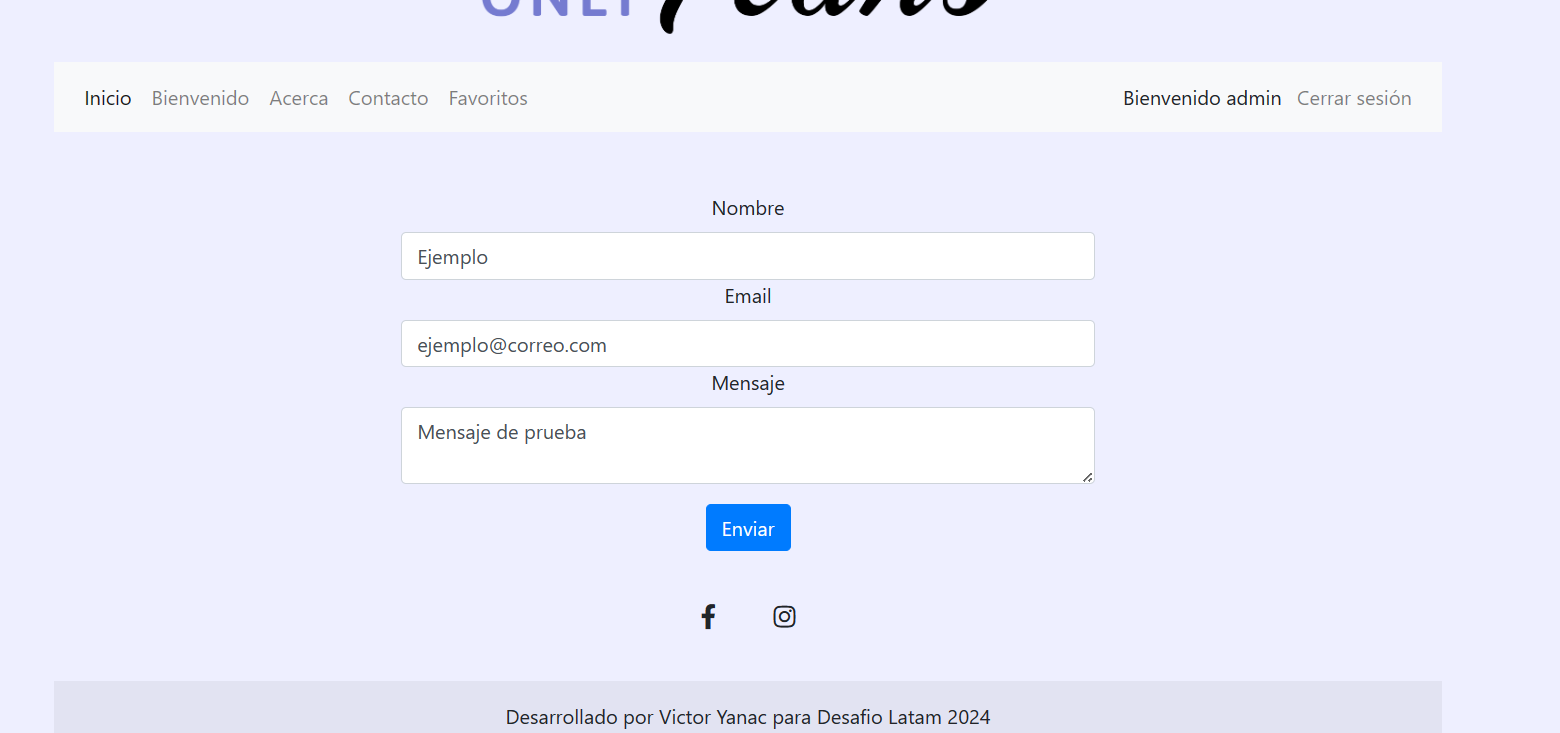 Inicio Bienvenido Acerca Contacto Favoritos Bienvenido admin Cerrar sesión
Nombre
Ejemplo
Email
ejemplo@correo.com
Mensaje
Mensaje de prueba
Enviar
Desarrollado por Victor Yanac para Desafio Latam 2024